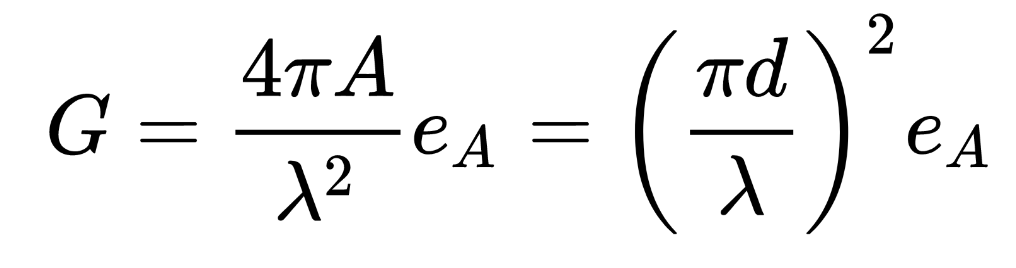 G = \frac{4\pi A}{\lambda^2} e_A = \left( \frac{\pi d}{\lambda} \right)^2 e_A